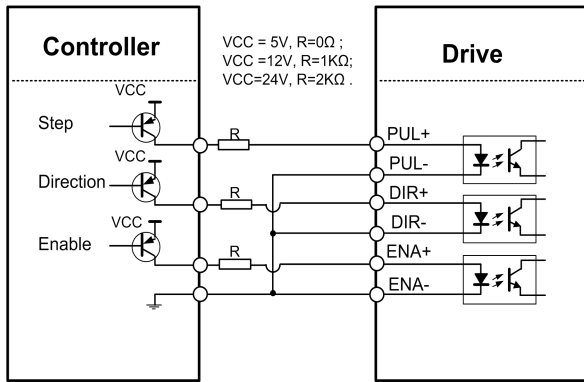 Controller
VCC = 5V, R=0Ω ;
VCC =12V, R=1KΩ;
VCC=24V, R=2KΩ .
Drive
VCC
Step
R
PUL+
VCC
PUL-
Direction
R
DIR+
VCC
DIR-
Enable
R
ENA+
ENA-